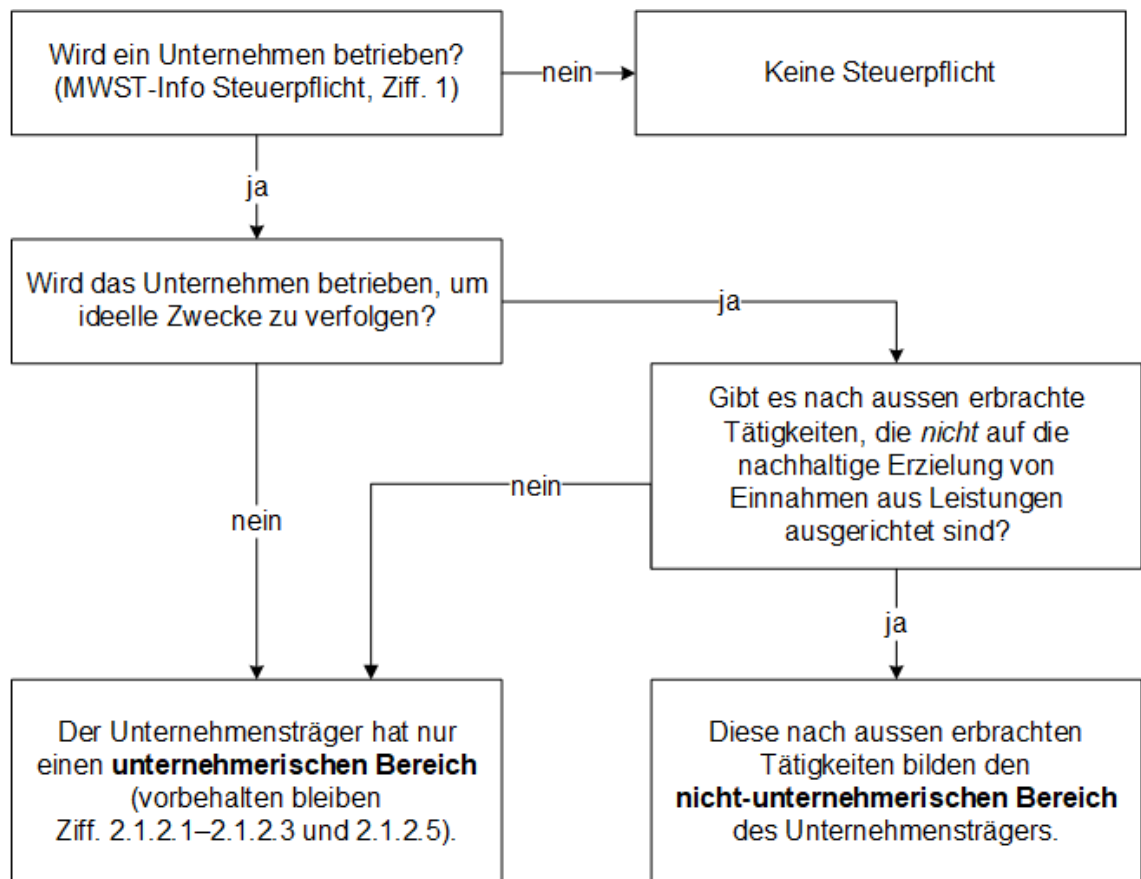 Wird ein Unternehmen betrieben?
(MWST-Info Steuerpflicht, Ziff. 1)
nein
Keine Steuerpflicht
ja
Wird das Unternehmen betrieben, um
ideelle Zwecke zu verfolgen?
ja
Gibt es nach aussen erbrachte
Tätigkeiten, die nicht auf die
nachhaltige Erzielung von
Einnahmen aus Leistungen
ausgerichtet sind?
nein
nein
ja
Der Unternehmensträger hat nur
einen unternehmerischen Bereich
(vorbehalten bleiben
Ziff. 2.1.2.1–2.1.2.3 und 2.1.2.5).
Diese nach aussen erbrachten
Tätigkeiten bilden den
nicht-unternehmerischen Bereich
des Unternehmensträgers.